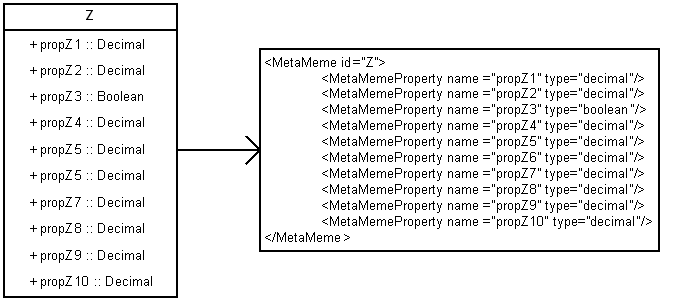 Z
+ propZ1 :: Decimal
+ propZ2 :: Decimal
+ propZ3 :: Boolean
+ propZ4 :: Decimal
+ propZ5 :: Decimal
+ propZ5 :: Decimal
+ propZ7 :: Decimal
+ propZ8 :: Decimal
+ propZ9 :: Decimal
+ propZ10 :: Decimal
<MetaMeme id="Z">
<MetaMemeProperty name ="propZ1" type="decimal"/>
<MetaMemeProperty name ="propZ2" type="decimal"/>
<MetaMemeProperty name ="propZ3" type="boolean"/>
<MetaMemeProperty name ="propZ4" type="decimal"/>
<MetaMemeProperty name ="propZ5" type="decimal"/>
<MetaMemeProperty name ="propZ6" type="decimal"/>
<MetaMemeProperty name ="propZ7" type="decimal"/>
<MetaMemeProperty name ="propZ8" type="decimal"/>
<MetaMemeProperty name ="propZ9" type="decimal"/>
<MetaMemeProperty name ="propZ10" type="decimal"/>
</MetaMeme>